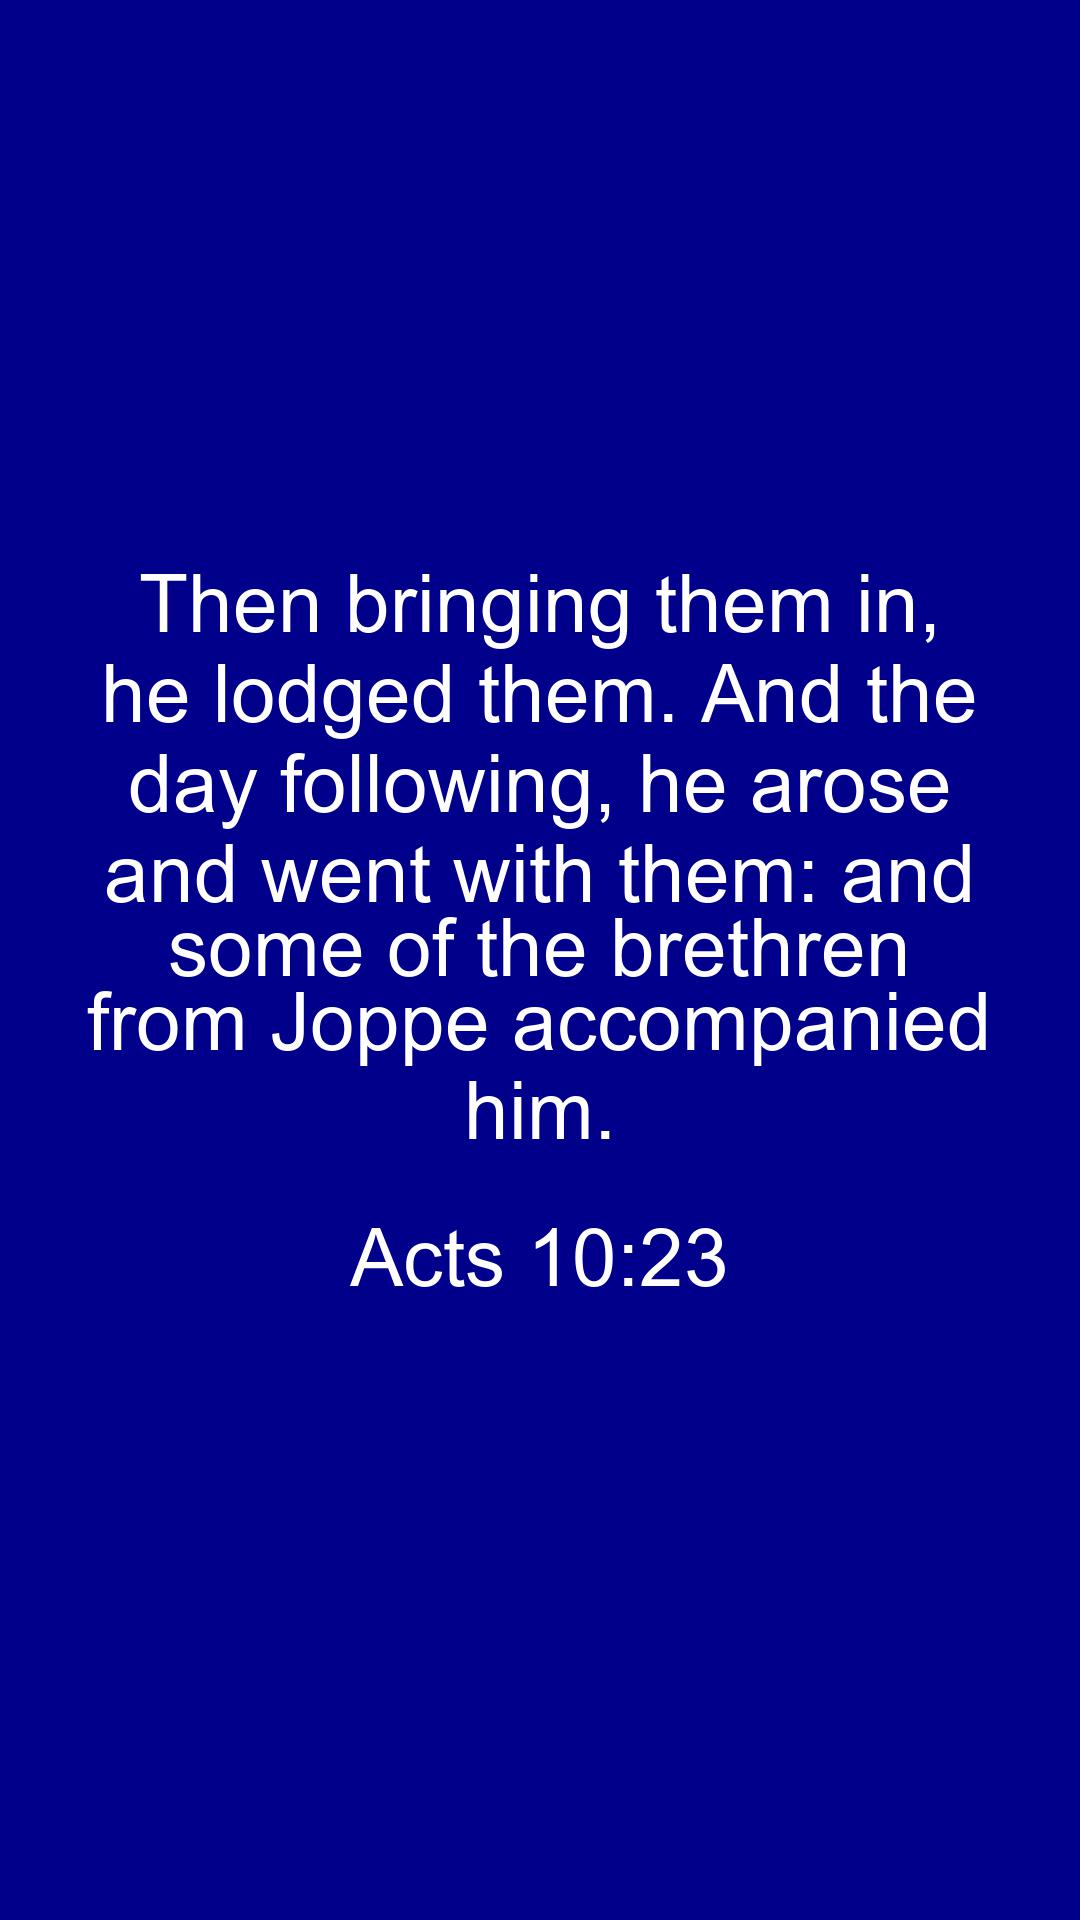 Then bringing them in,
he lodged them. And the
day following, he arose
and went with them: and
some of the brethren
from Joppe accompanied
him.
Acts 10:23